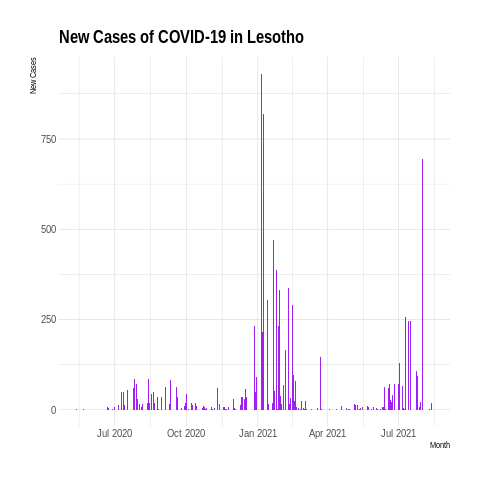 New Cases of COVID-19 in Lesotho
New Cases
750
500
250
0
Jul 2020 Oct 2020 Jan 2021 Apr 2021 Jul 2021
Month